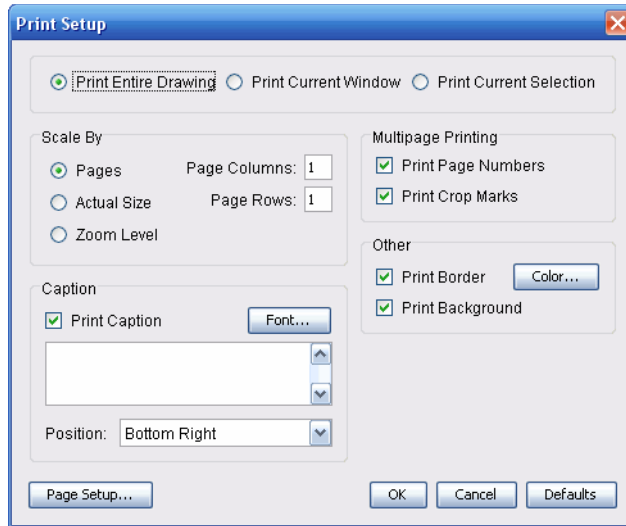 Print Setup
Print Entire Drawing Print Current Window Print Current Selection
Scale By
Pages Page Columns: 1
Actual Size Page Rows: 1
Zoom Level
Multipage Printing
Print Page Numbers
Print Crop Marks
Other
Print Border Color...
Print Background
Caption
Print Caption Font...
Position: Bottom Right
Page Setup... OK Cancel Defaults